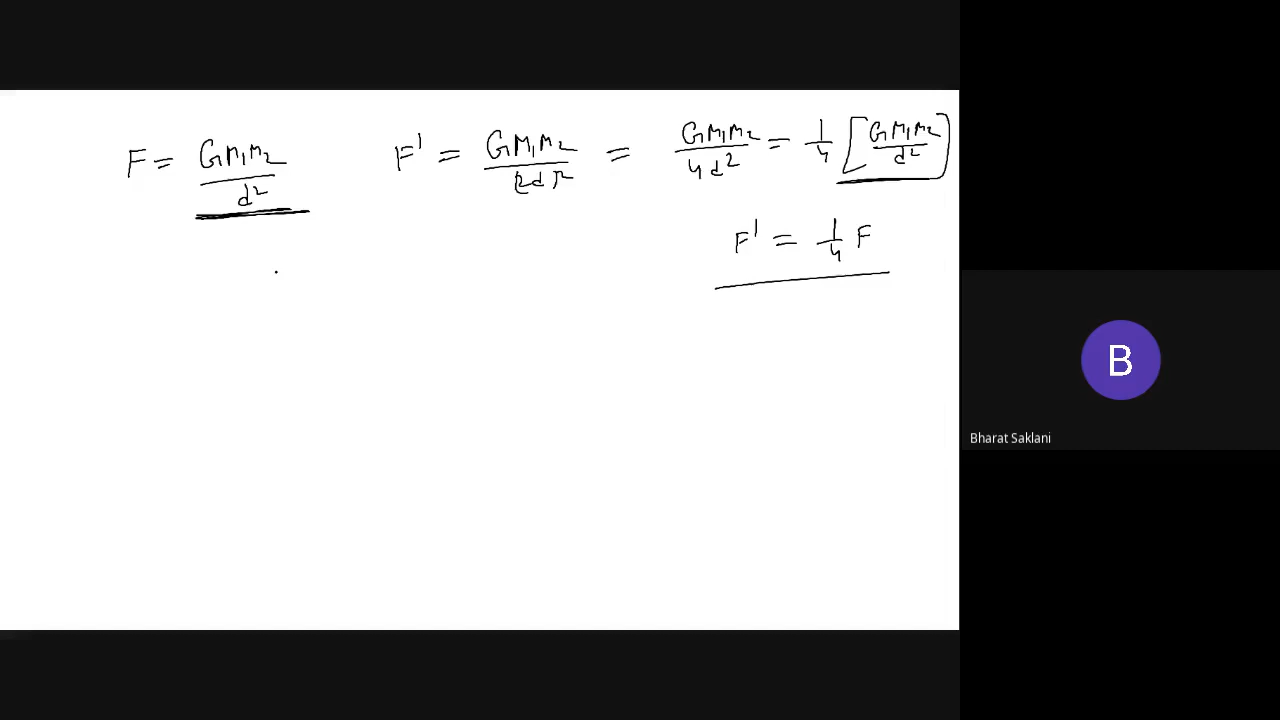 F = GM₁M₂/d² F' = GM₁M₂/(2d)² = GM₁M₂/4d² = 1/4 [GM₁M₂/d²]
F' = 1/4 F
B
Bharat Saklani